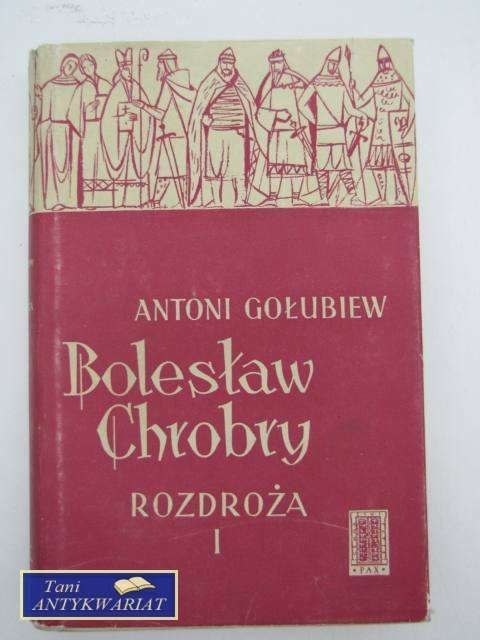 ANTONI GOŁUBIEW
Bolesław
Chrobry
ROZDROŻA
I
·PAX·
Tani
ANTYKWARIAT